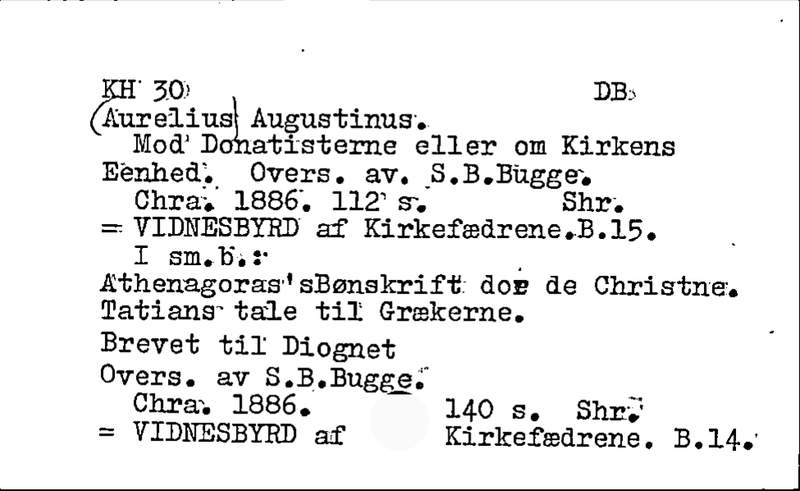 KH 30 DB
(Aurelius) Augustinus.
Mod Donatisterne eller om Kirkens
Eenhed. Overs. av. S.B.Bugge.
Chra. 1886. 112 s. Shr.
= VIDNESBYRD af Kirkefædrene.B.15.
I sm.b.:
Athenagoras'sBønskrift dor de Christne.
Tatians tale til Grækerne.
Brevet til Diognet
Overs. av S.B.Bugge.
Chra. 1886. 140 s. Shr.
= VIDNESBYRD af Kirkefædrene. B.14.